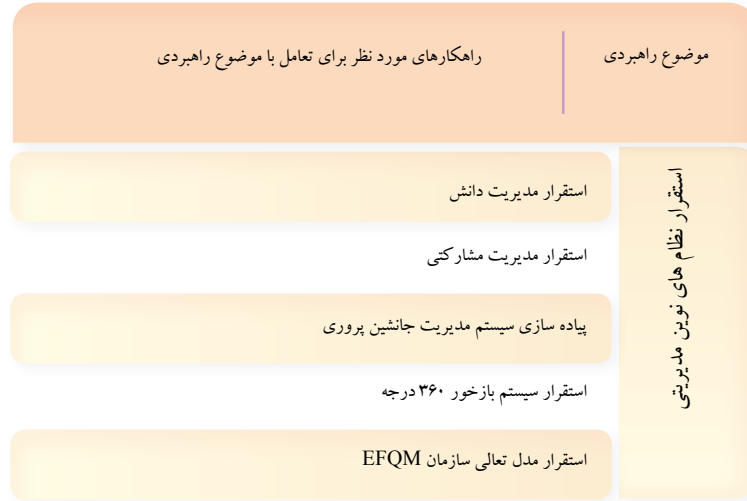 موضوع راهبردی
راهکارهای مورد نظر برای تعامل با موضوع راهبردی
استقرار نظام های نوین مدیریتی
استقرار مدیریت دانش
استقرار مدیریت مشارکتی
پیاده سازی سیستم مدیریت جانشین پروری
استقرار سیستم بازخور ۳۶۰ درجه
استقرار مدل تعالی سازمان EFQM